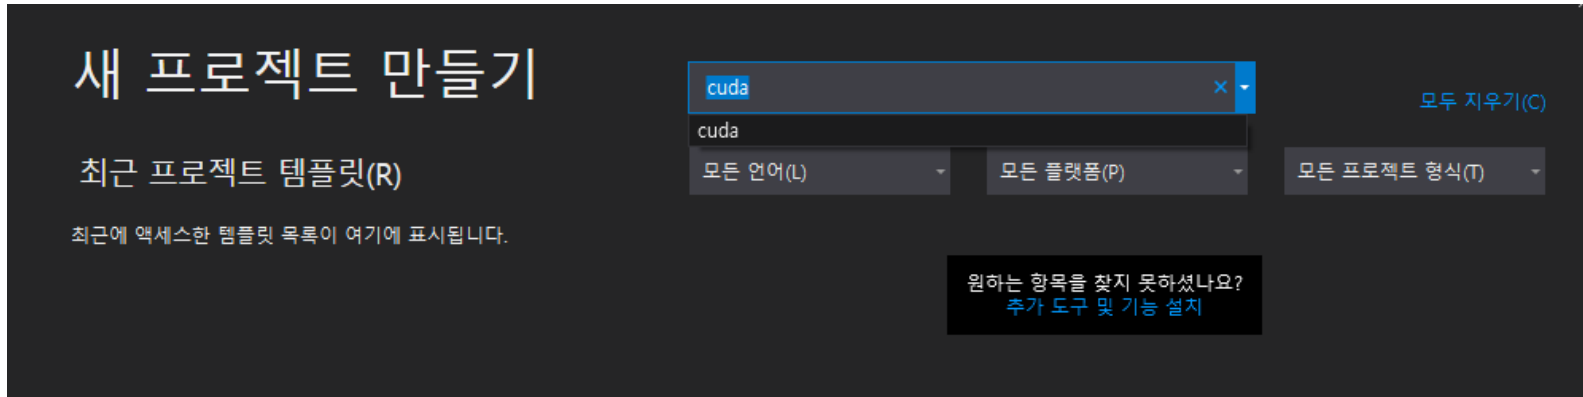 새 프로젝트 만들기
cuda
모두 지우기(C)
cuda
최근 프로젝트 템플릿(R)
모든 언어(L)
모든 플랫폼(P)
모든 프로젝트 형식(T)
최근에 액세스한 템플릿 목록이 여기에 표시됩니다.
원하는 항목을 찾지 못하셨나요?
추가 도구 및 기능 설치